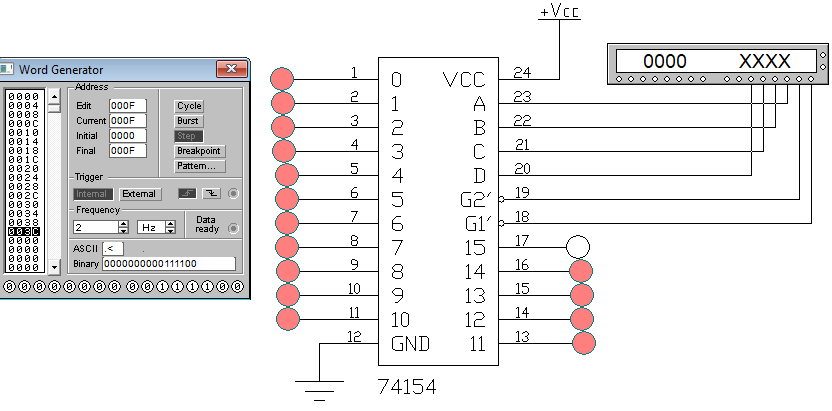 +Vcc
0000 XXXX
Word Generator
0000
0004
0008
000C
0010
0014
0018
001C
0020
0024
0028
002C
0030
0034
0038
003C
0000
0000
0000
0000
Address
Edit 000F
Current 000F
Initial 0000
Final 000F
Cycle
Burst
Step
Breakpoint
Pattern...
Trigger
Internal External
Frequency
2 Hz
Data ready
ASCII .<
.
Binary 0000000000111100
0 0 0 0 0 0 0 0 0 0 1 1 1 1 0 0
1 0 VCC 24
2 1 A 23
3 2 B 22
4 3 C 21
5 4 D 20
6 5 G2' 19
7 6 G1' 18
8 7 15 17
9 8 14 16
10 9 13 15
11 10 12 14
12 GND 11 13
74154